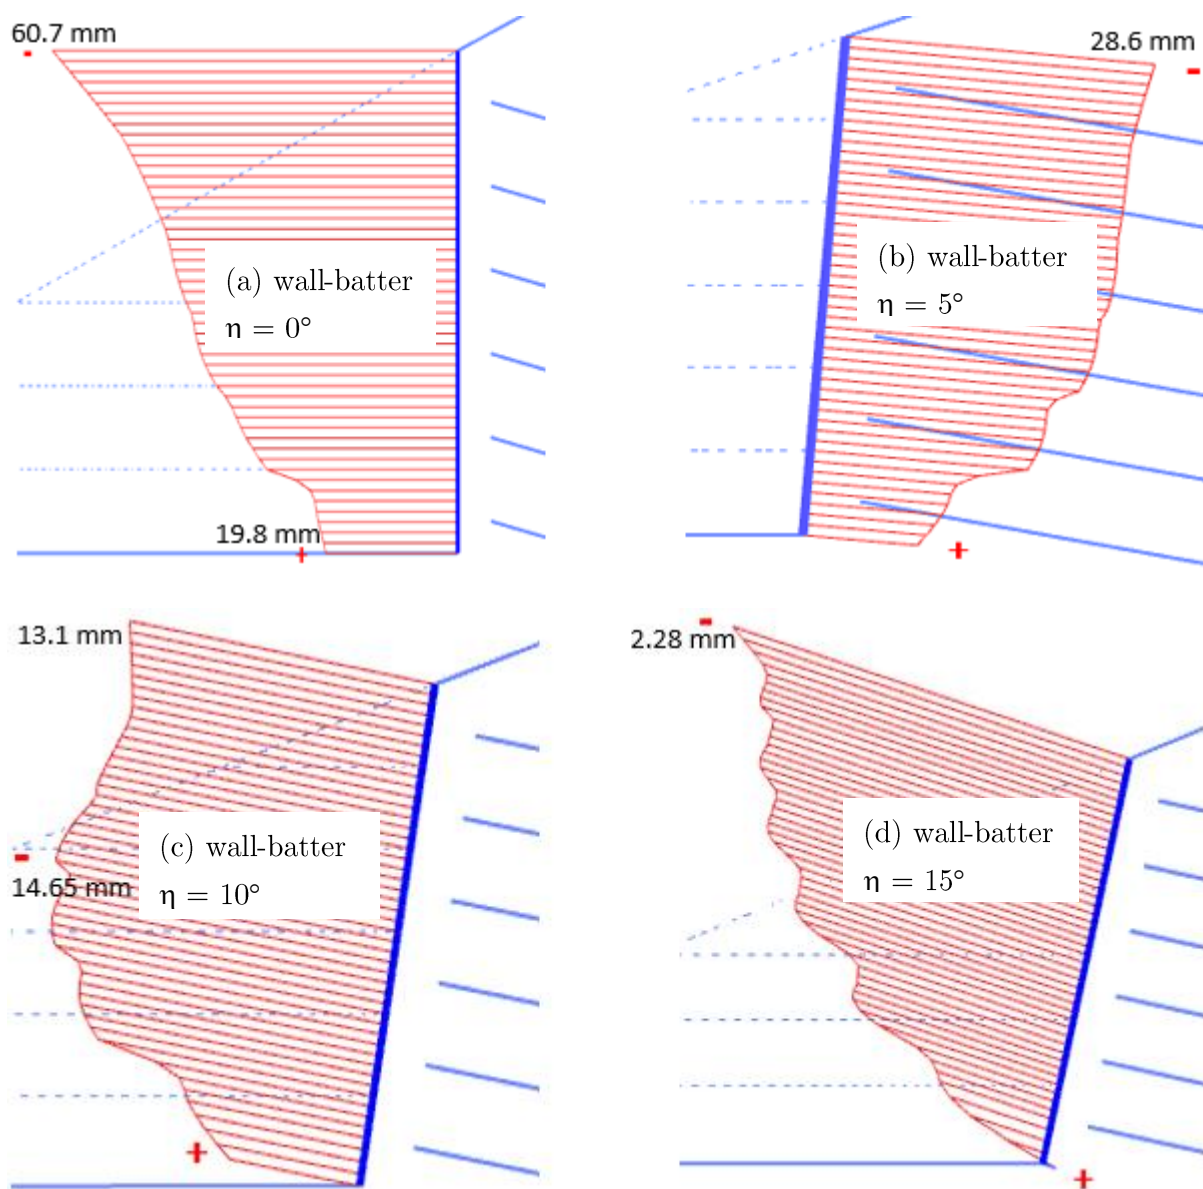 60.7 mm
-
(a) wall-batter
η = 0°
19.8 mm
+
28.6 mm
-
(b) wall-batter
η = 5°
+
13.1 mm
(c) wall-batter
-
14.65 mm
η = 10°
+
-
2.28 mm
(d) wall-batter
η = 15°
+